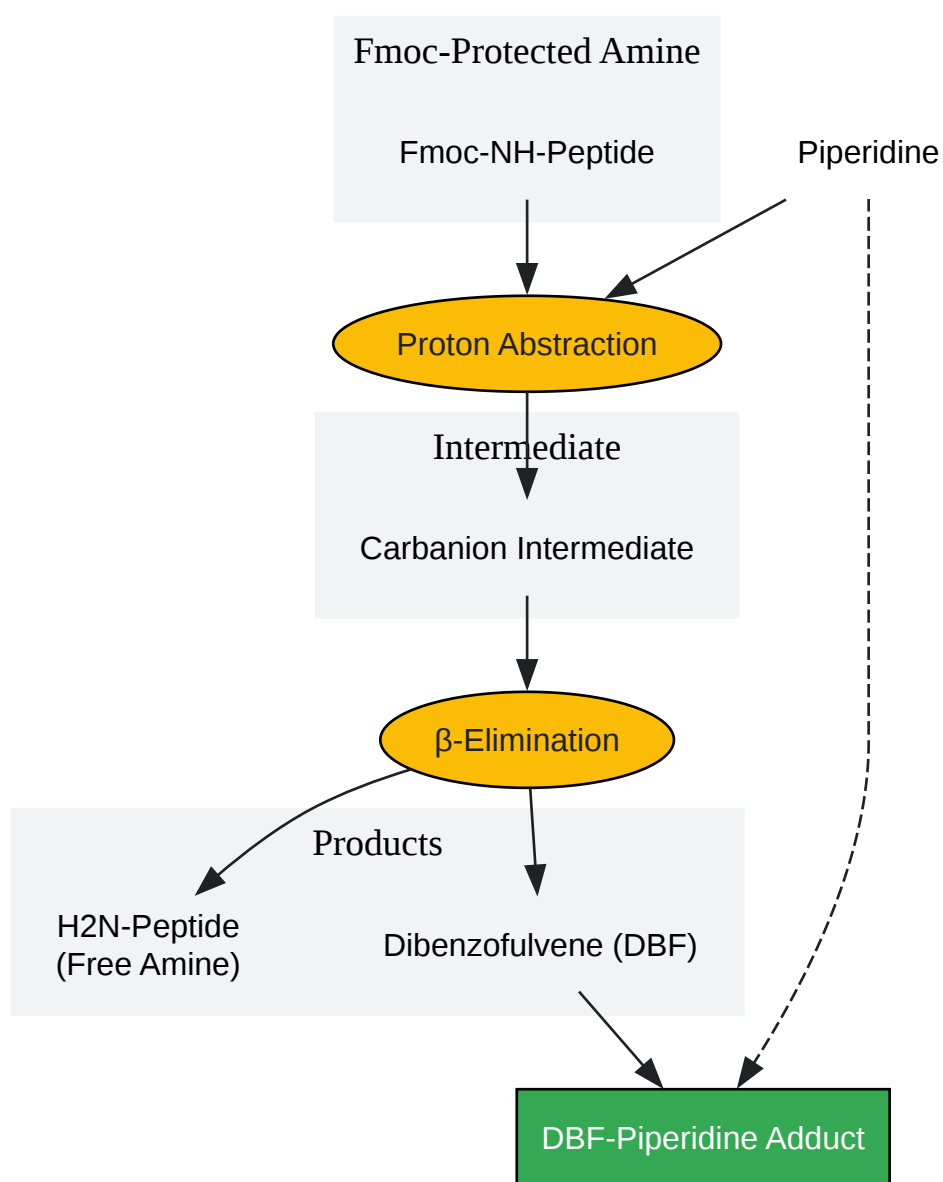 Fmoc-Protected Amine
Fmoc-NH-Peptide
Piperidine
Proton Abstraction
Intermediate
Carbanion Intermediate
β-Elimination
Products
H2N-Peptide
(Free Amine)
Dibenzofulvene (DBF)
DBF-Piperidine Adduct